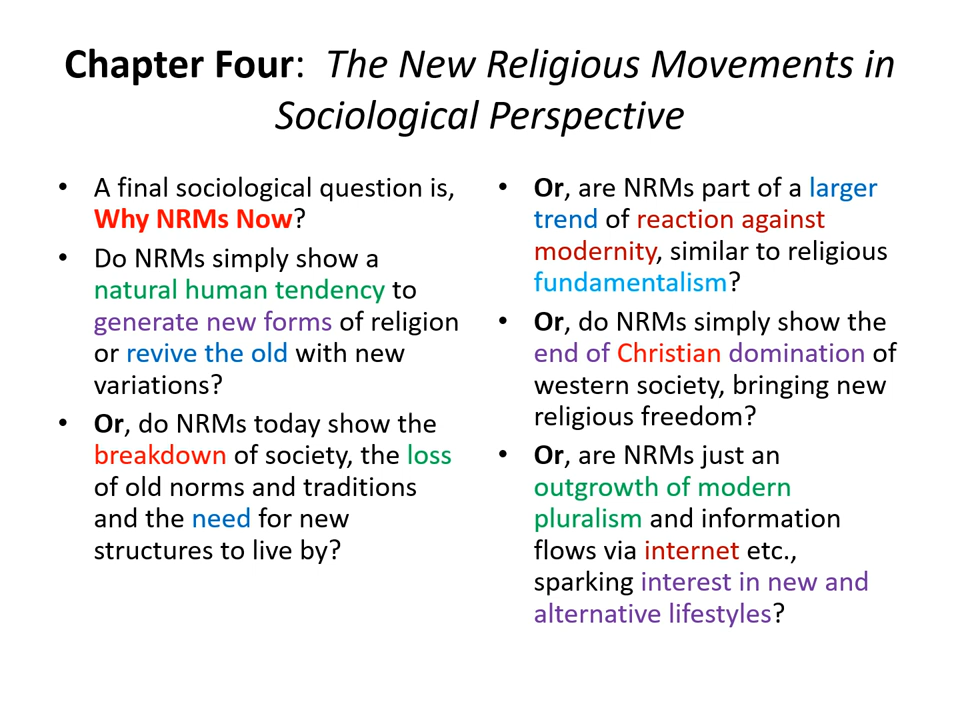 Chapter Four: The New Religious Movements in
Sociological Perspective
• A final sociological question is,
Why NRMs Now?
• Do NRMs simply show a
natural human tendency to
generate new forms of religion
or revive the old with new
variations?
• Or, do NRMs today show the
breakdown of society, the loss
of old norms and traditions
and the need for new
structures to live by?
• Or, are NRMs part of a larger
trend of reaction against
modernity, similar to religious
fundamentalism?
• Or, do NRMs simply show the
end of Christian domination of
western society, bringing new
religious freedom?
• Or, are NRMs just an
outgrowth of modern
pluralism and information
flows via internet etc.,
sparking interest in new and
alternative lifestyles?